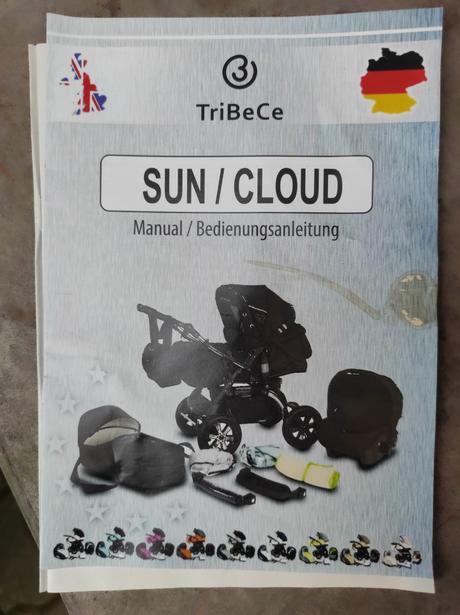 TriBeCe
SUN / CLOUD
Manual / Bedienungsanleitung